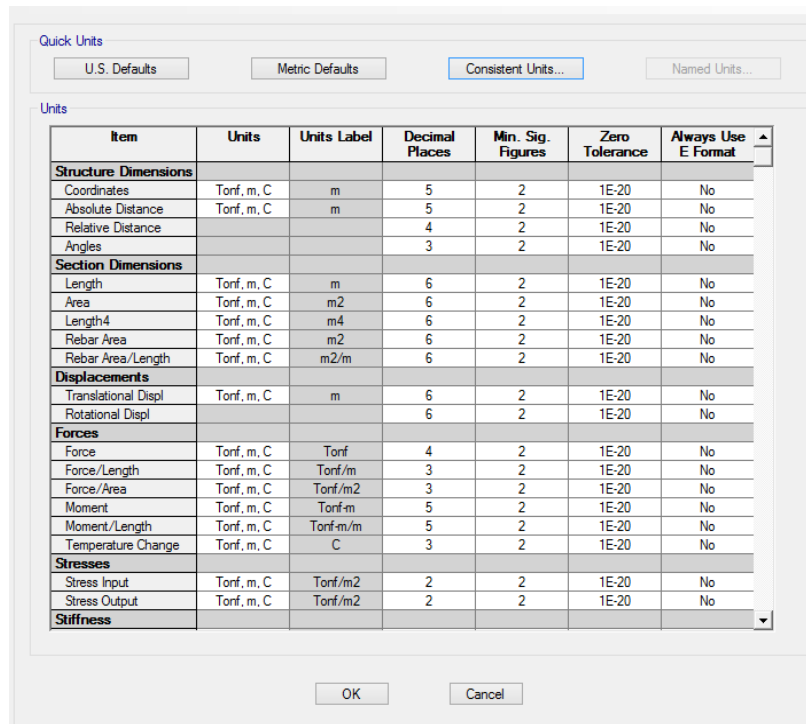 Quick Units
U.S. Defaults Metric Defaults Consistent Units... Named Units...
Units
Item Units Units Label Decimal Places Min. Sig. Figures Zero Tolerance Always Use E Format
Structure Dimensions
Coordinates Tonf, m, C m 5 2 1E-20 No
Absolute Distance Tonf, m, C m 5 2 1E-20 No
Relative Distance 4 2 1E-20 No
Angles 3 2 1E-20 No
Section Dimensions
Length Tonf, m, C m 6 2 1E-20 No
Area Tonf, m, C m2 6 2 1E-20 No
Length4 Tonf, m, C m4 6 2 1E-20 No
Rebar Area Tonf, m, C m2 6 2 1E-20 No
Rebar Area/Length Tonf, m, C m2/m 6 2 1E-20 No
Displacements
Translational Displ Tonf, m, C m 6 2 1E-20 No
Rotational Displ 6 2 1E-20 No
Forces
Force Tonf, m, C Tonf 4 2 1E-20 No
Force/Length Tonf, m, C Tonf/m 3 2 1E-20 No
Force/Area Tonf, m, C Tonf/m2 3 2 1E-20 No
Moment Tonf, m, C Tonf-m 5 2 1E-20 No
Moment/Length Tonf, m, C Tonf-m/m 5 2 1E-20 No
Temperature Change Tonf, m, C C 3 2 1E-20 No
Stresses
Stress Input Tonf, m, C Tonf/m2 2 2 1E-20 No
Stress Output Tonf, m, C Tonf/m2 2 2 1E-20 No
Stiffness
OK Cancel